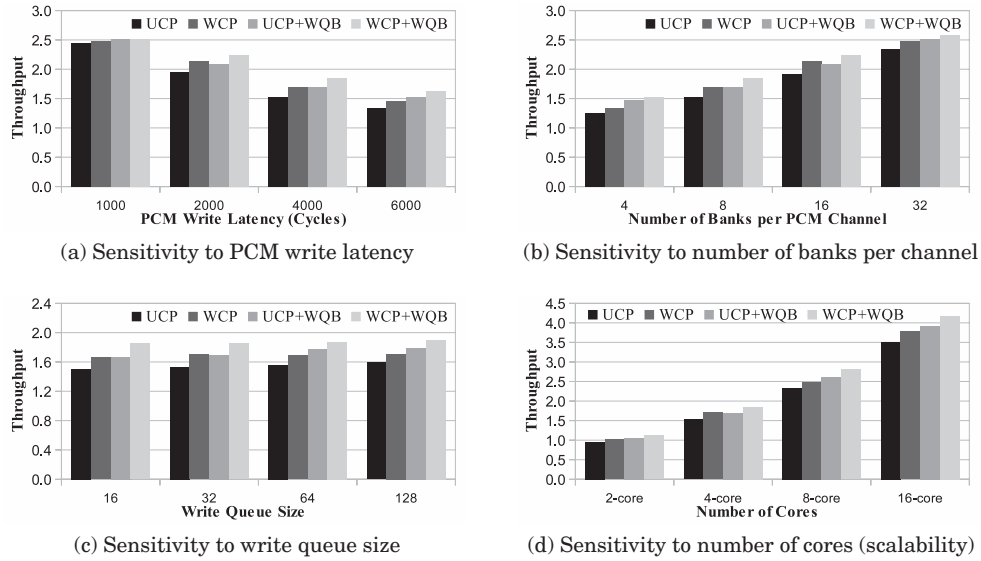 UCP WCP UCP+WQB WCP+WQB
3.0
2.5
2.0
1.5
1.0
0.5
0.0
Throughput
1000 2000 4000 6000
PCM Write Latency (Cycles)
(a) Sensitivity to PCM write latency
UCP WCP UCP+WQB WCP+WQB
3.0
2.5
2.0
1.5
1.0
0.5
0.0
Throughput
4 8 16 32
Number of Banks per PCM Channel
(b) Sensitivity to number of banks per channel
UCP WCP UCP+WQB WCP+WQB
2.4
2.0
1.6
1.2
0.8
0.4
0.0
Throughput
16 32 64 128
Write Queue Size
(c) Sensitivity to write queue size
UCP WCP UCP+WQB WCP+WQB
4.5
4.0
3.5
3.0
2.5
2.0
1.5
1.0
0.5
0.0
Throughput
2-core 4-core 8-core 16-core
Number of Cores
(d) Sensitivity to number of cores (scalability)